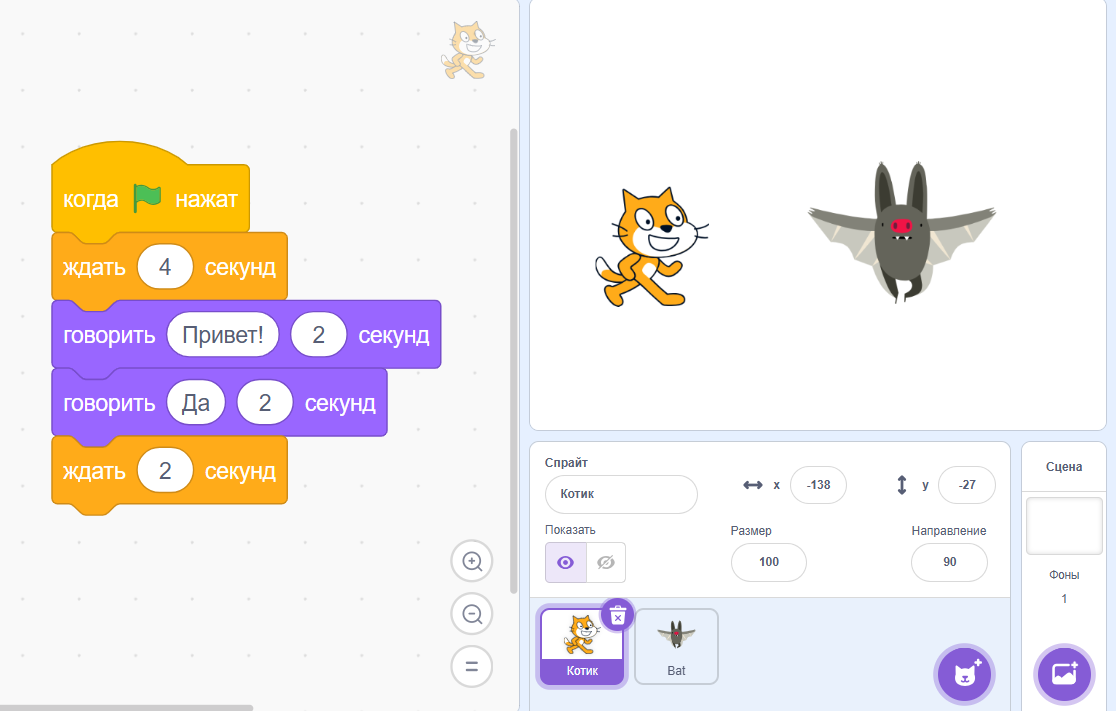 когда нажат
ждать 4 секунд
говорить Привет! 2 секунд
говорить Да 2 секунд
ждать 2 секунд
Спрайт
Котик
x -138
y -27
Показать
Размер
100
Направление
90
Котик
Bat
Сцена
Фоны
1